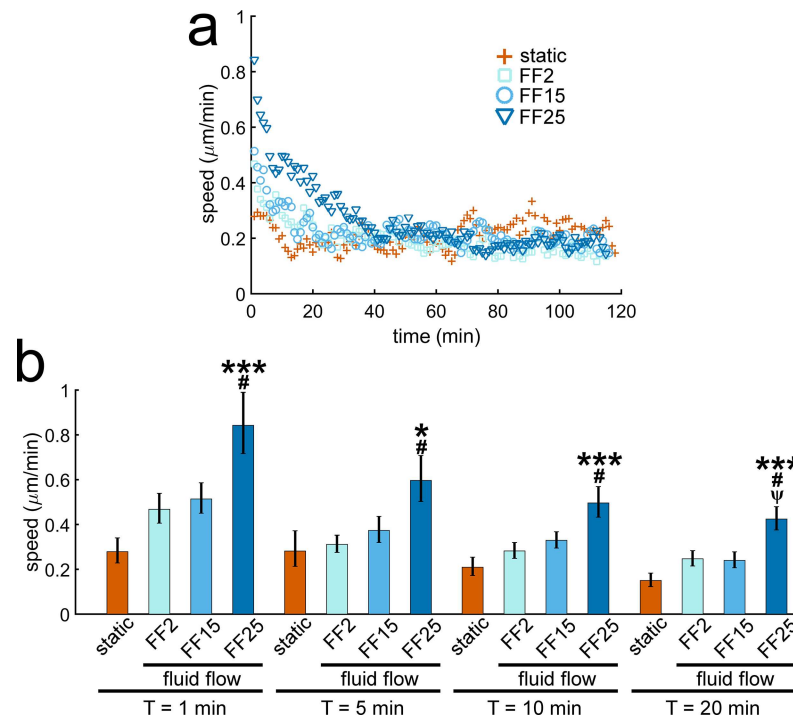 a
speed (μm/min)
1
0.8
0.6
0.4
0.2
0
0 20 40 60 80 100 120
time (min)
static
FF2
FF15
FF25
b
speed (μm/min)
1
0.8
0.6
0.4
0.2
0
***
#
*
#
***
#
***
#
ψ
static FF2 FF15 FF25 static FF2 FF15 FF25 static FF2 FF15 FF25 static FF2 FF15 FF25
fluid flow fluid flow fluid flow fluid flow
T = 1 min T = 5 min T = 10 min T = 20 min